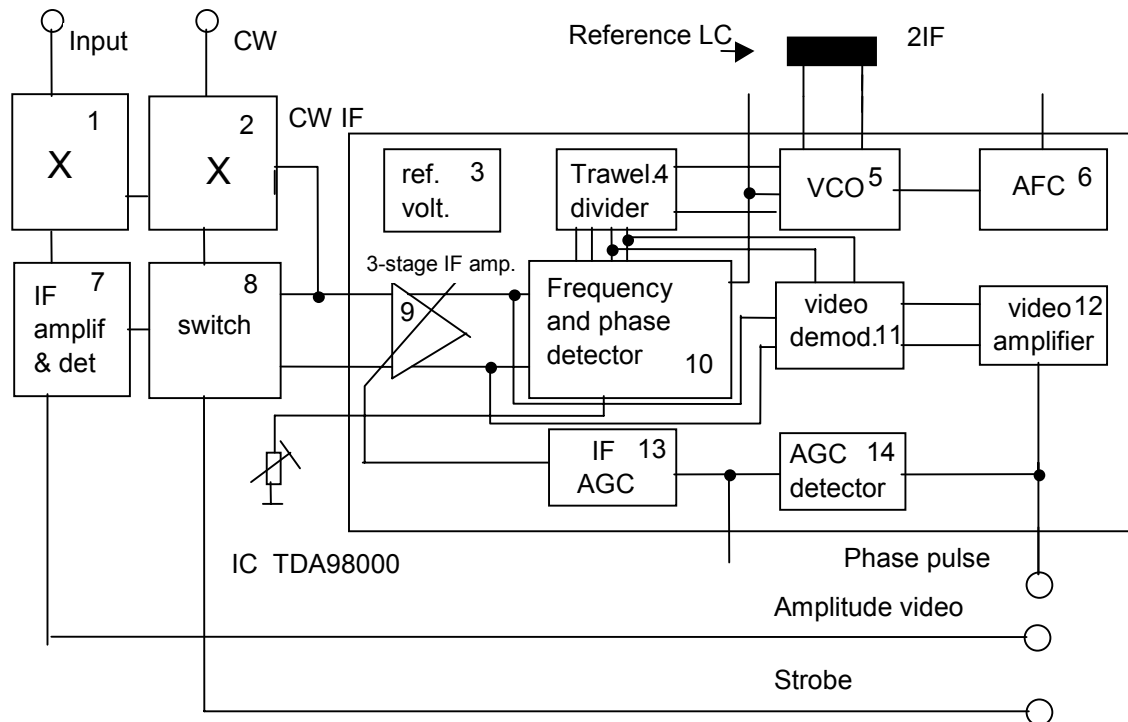 Input
CW
Reference LC
2IF
1
X
2
X
CW IF
ref. 3
volt.
Trawel.4
divider
VCO 5
AFC 6
3-stage IF amp.
7
IF
amplif
& det
8
switch
9
Frequency
and phase
detector
10
video
demod.11
video12
amplifier
IF 13
AGC
AGC 14
detector
IC TDA98000
Phase pulse
Amplitude video
Strobe